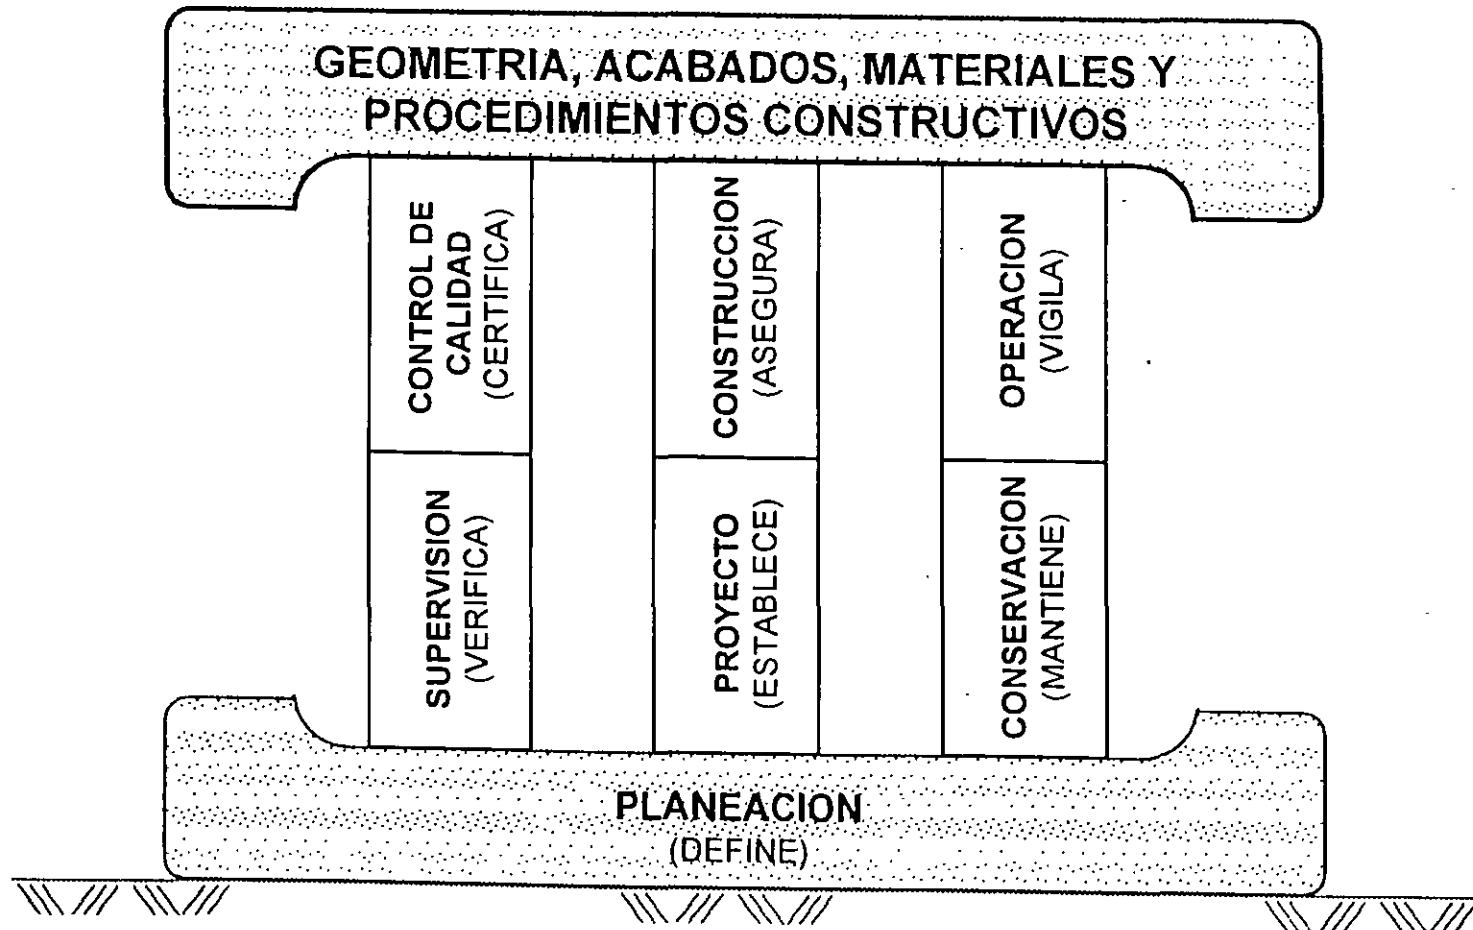 GEOMETRIA, ACABADOS, MATERIALES Y
PROCEDIMIENTOS CONSTRUCTIVOS
CONTROL DE
CALIDAD
(CERTIFICA)
CONSTRUCCION
(ASEGURA)
OPERACION
(VIGILA)
SUPERVISION
(VERIFICA)
PROYECTO
(ESTABLECE)
CONSERVACION
(MANTIENE)
PLANEACION
(DEFINE)